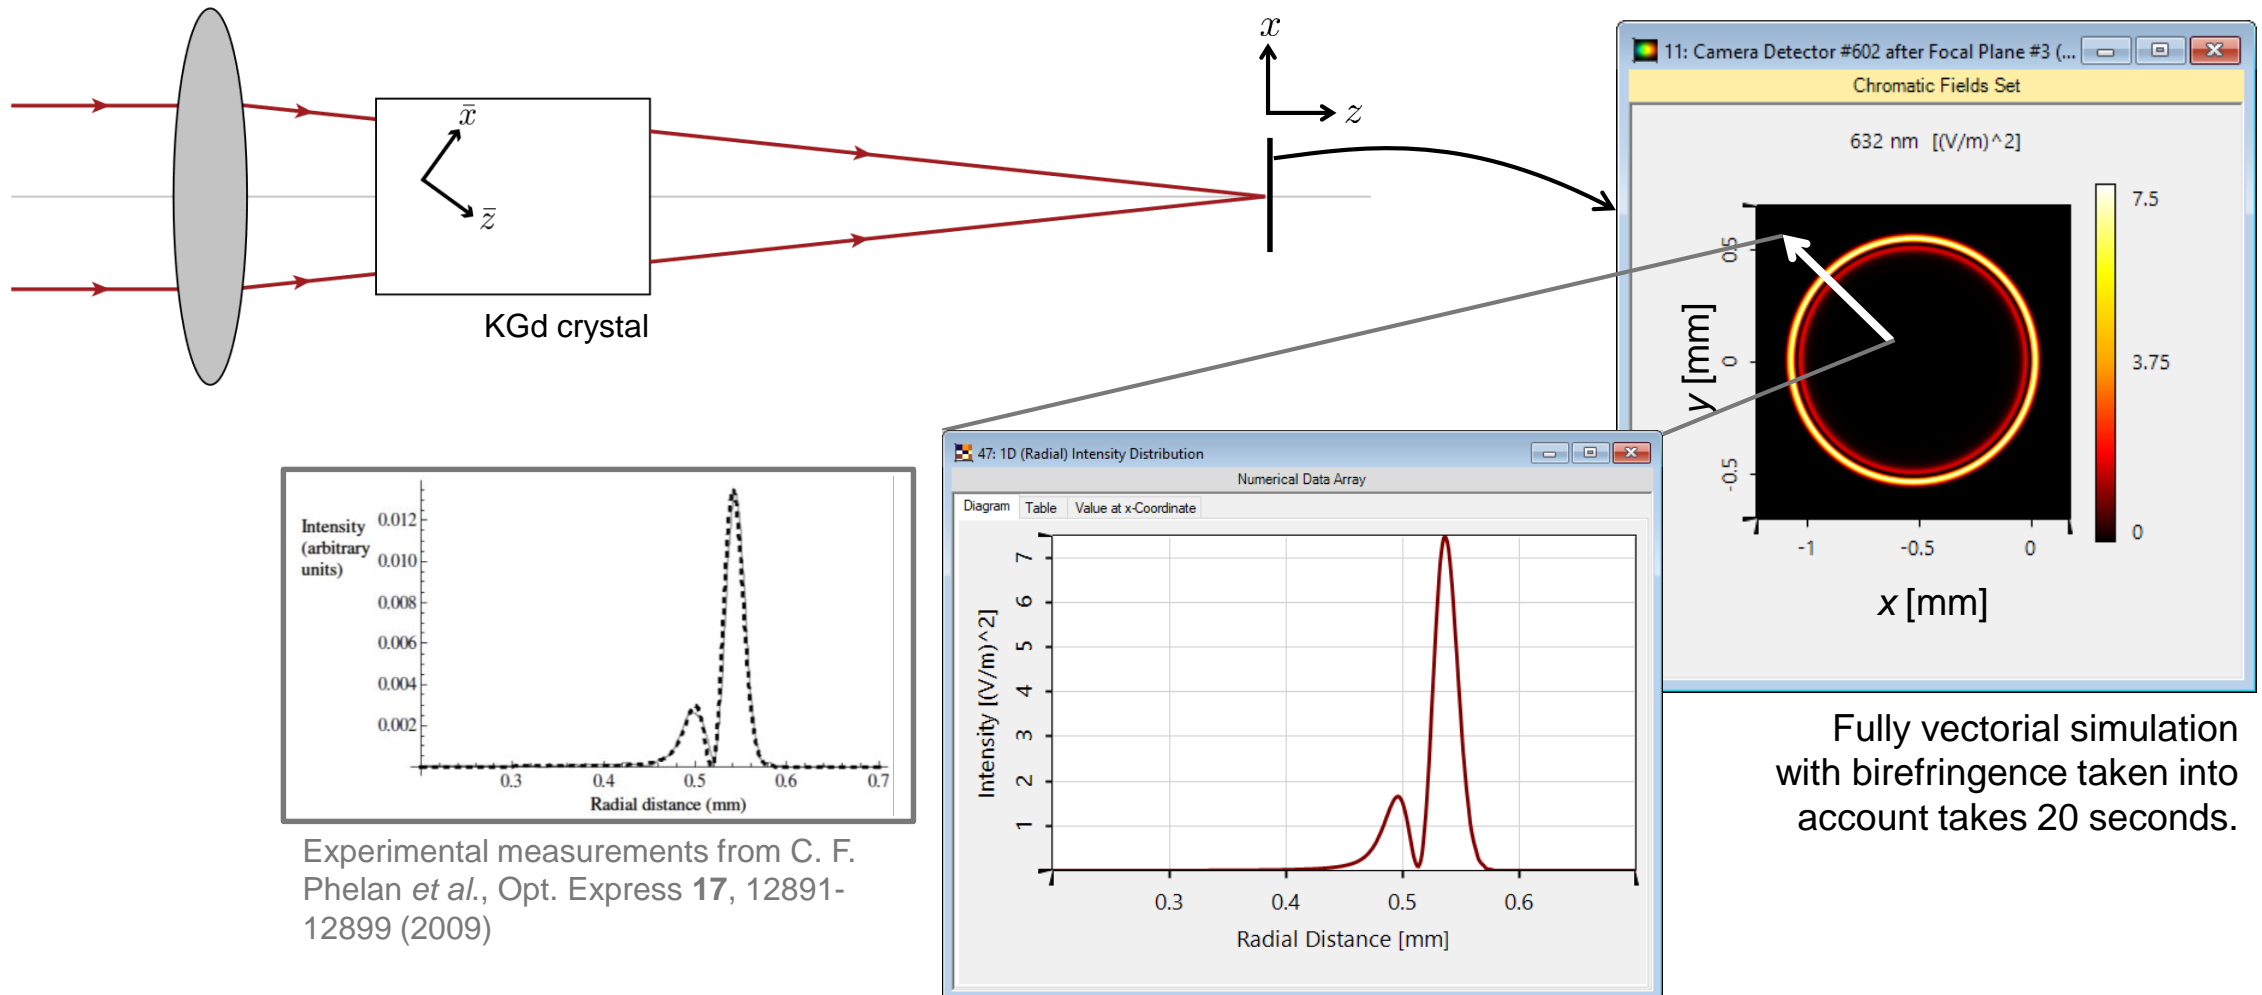 x
z
x̄
z̄
KGd crystal
11: Camera Detector #602 after Focal Plane #3 (...
Chromatic Fields Set
632 nm [(V/m)^2]
7.5
3.75
0
y [mm]
0.5
0
-0.5
-1
-0.5
0
x [mm]
Intensity
(arbitrary
units)
0.012
0.010
0.008
0.006
0.004
0.002
0.3
0.4
0.5
0.6
0.7
Radial distance (mm)
Experimental measurements from C. F.
Phelan et al., Opt. Express 17, 12891-
12899 (2009)
47: 1D (Radial) Intensity Distribution
Numerical Data Array
Diagram
Table
Value at x-Coordinate
Intensity [(V/m)^2]
7
6
5
4
3
2
1
0.3
0.4
0.5
0.6
Radial Distance [mm]
Fully vectorial simulation
with birefringence taken into
account takes 20 seconds.